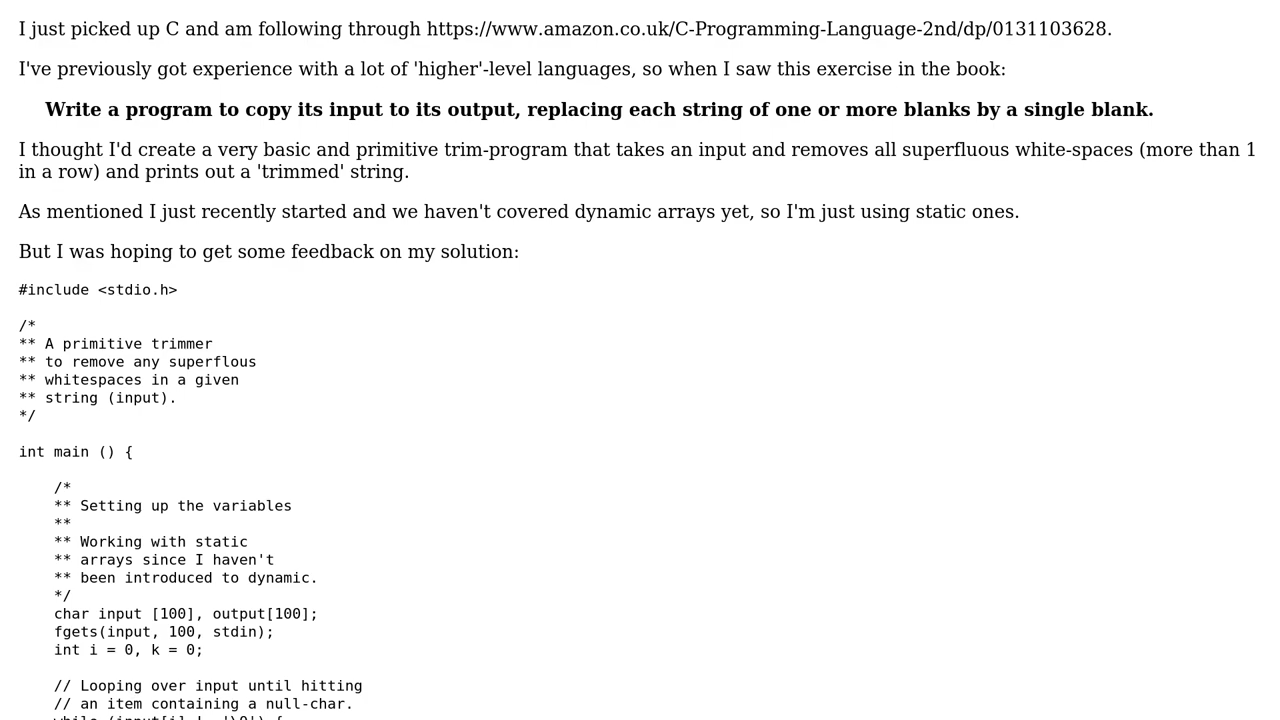 I just picked up C and am following through https://www.amazon.co.uk/C-Programming-Language-2nd/dp/0131103628.
I've previously got experience with a lot of 'higher'-level languages, so when I saw this exercise in the book:
Write a program to copy its input to its output, replacing each string of one or more blanks by a single blank.
I thought I'd create a very basic and primitive trim-program that takes an input and removes all superfluous white-spaces (more than 1
in a row) and prints out a 'trimmed' string.
As mentioned I just recently started and we haven't covered dynamic arrays yet, so I'm just using static ones.
But I was hoping to get some feedback on my solution:
#include <stdio.h>
/*
** A primitive trimmer
** to remove any superflous
** whitespaces in a given
** string (input).
*/
int main () {
    /*
    ** Setting up the variables
    **
    ** Working with static
    ** arrays since I haven't
    ** been introduced to dynamic.
    */
    char input [100], output[100];
    fgets(input, 100, stdin);
    int i = 0, k = 0;
    // Looping over input until hitting
    // an item containing a null-char.
    while (input[i] != '\0') {